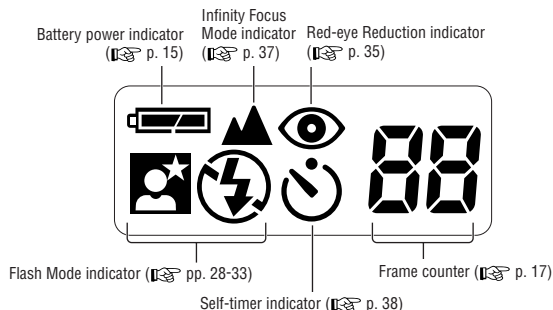 Infinity Focus
Mode indicator
(p. 37)
Battery power indicator
(p. 15)
Red-eye Reduction indicator
(p. 35)
88
Flash Mode indicator (pp. 28-33)
Frame counter (p. 17)
Self-timer indicator (p. 38)